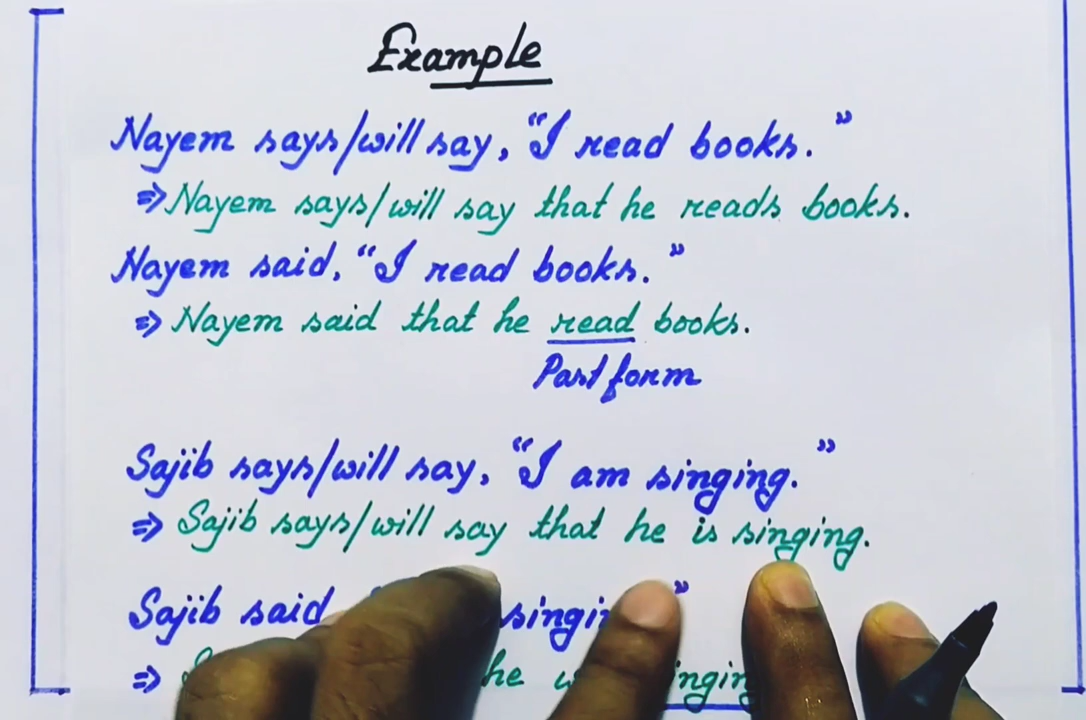 Example
Nayem says/will say, "I read books."
⇒ Nayem says/will say that he reads books.
Nayem said, "I read books."
⇒ Nayem said that he read books.
Past form
Sajib says/will say, "I am singing."
⇒ Sajib says/will say that he is singing.
Sajib said "
⇒ he